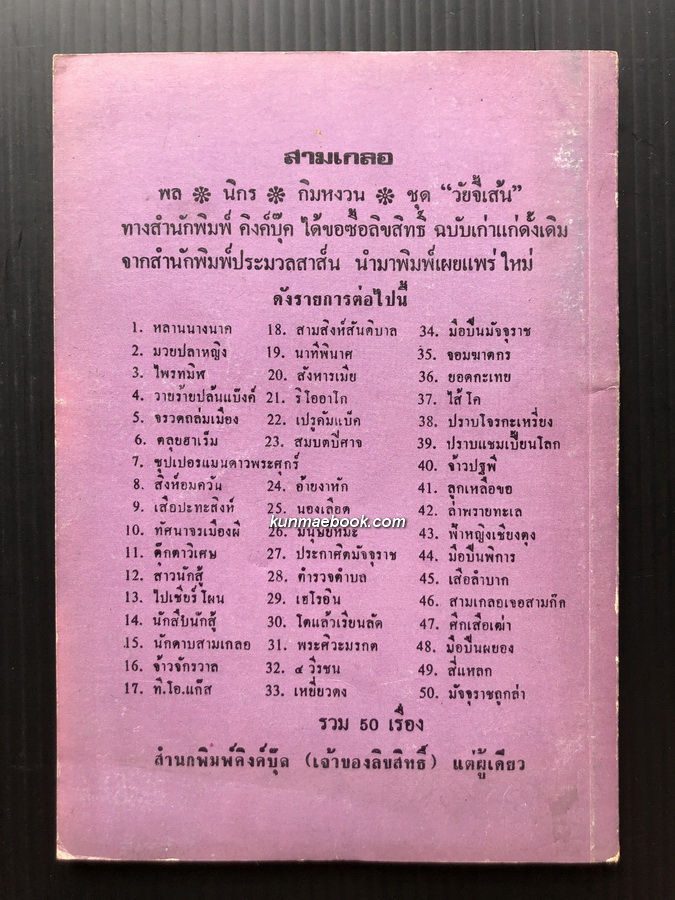 สามเกลอ
พล ❊ นิกร ❊ กิมหงวน ❊ ชุด “วัยจี้เส้น”
ทางสำนักพิมพ์ คิงค์บุ๊ค ได้ขอซื้อลิขสิทธิ์ ฉบับเก่าแก่ดั้งเดิม
จากสำนักพิมพ์ประมวลสาส์น นำมาพิมพ์เผยแพร่ใหม่
ดังรายการต่อไปนี้
1. หลานนางนาค
2. มวยปลาหญิง
3. ไพรทมิฬ
4. วายร้ายปล้นแบ๊งค์
5. จรวดถล่มเมือง
6. ตลุยฮาเร็ม
7. ซุปเปอรแมนดาวพระศุกร์
8. สิงห์อมควัน
9. เสือปะทะสิงห์
10. ทัศนาจรเมืองผี
11. ตุ๊กตาวิเศษ
12. สาวนักสู้
13. ไปเชียร์โผน
14. นักสืบนักสู้
15. นักดาบสามเกลอ
16. จ้าวจักรวาล
17. ที.โอ.แก๊ส
18. สามสิงห์สันติบาล
19. นาทีพินาศ
20. สังหารเมีย
21. ริโออาโก
22. เปรูคัมแบ็ค
23. สมบัตปีศาจ
24. อ้ายงาหัก
25. นองเลือด
26. มนุษย์หิมะ
27. ประกาศิตมัจจุราช
28. ตำรวจตำบล
29. เฮโรอิน
30. โตแล้วเรียนลัด
31. พระศิวะมรกต
32. ๔ วีรชน
33. เหยี่ยวดง
34. มือปืนมัจจุราช
35. จอมฆาตกร
36. ยอดกะเทย
37. ไส้โค
38. ปราบโจรกะเหรี่ยง
39. ปราบแชมเปี้ยนโลก
40. จ้าวปฐพี
41. ลูกเหลือขอ
42. ล่าพรายทะเล
43. ฟ้าหญิงเชียงตุง
44. มือปืนพิการ
45. เสือลำบาก
46. สามเกลอเจอสามก๊ก
47. ศึกเสือเฒ่า
48. มือปืนผยอง
49. สี่แหลก
50. มัจจุราชถูกล่า
รวม 50 เรื่อง
สำนกพิมพ์คิงค์บุ๊ค (เจ้าของลิขสิทธิ์) แต่ผู้เดียว
kunmaebook.com